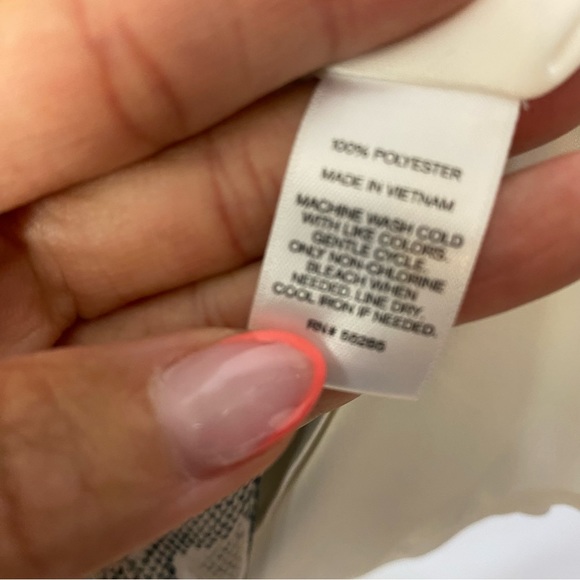 100% POLYESTER
MADE IN VIETNAM
MACHINE WASH COLD
WITH LIKE COLORS.
GENTLE CYCLE.
ONLY NON-CHLORINE
BLEACH WHEN
NEEDED. LINE DRY.
COOL IRON IF NEEDED.
RN#